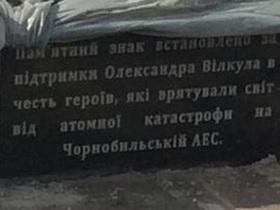 Пам'ятний знак встановлено за
підтримки Олександра Вілкула в
честь героїв, які врятували світ
від атомної катастрофи на
Чорнобильській АЕС.